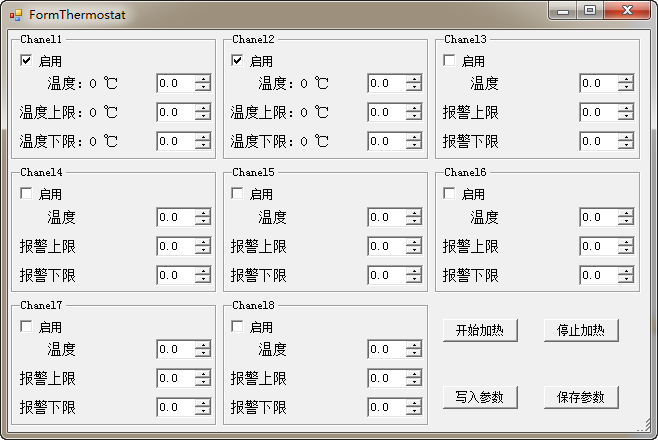 FormThermostat
Chanel1
启用
温度：0 ℃ 0.0
温度上限：0 ℃ 0.0
温度下限：0 ℃ 0.0
Chanel2
启用
温度：0 ℃ 0.0
温度上限：0 ℃ 0.0
温度下限：0 ℃ 0.0
Chanel3
启用
温度 0.0
报警上限 0.0
报警下限 0.0
Chanel4
启用
温度 0.0
报警上限 0.0
报警下限 0.0
Chanel5
启用
温度 0.0
报警上限 0.0
报警下限 0.0
Chanel6
启用
温度 0.0
报警上限 0.0
报警下限 0.0
Chanel7
启用
温度 0.0
报警上限 0.0
报警下限 0.0
Chanel8
启用
温度 0.0
报警上限 0.0
报警下限 0.0
开始加热 停止加热
写入参数 保存参数